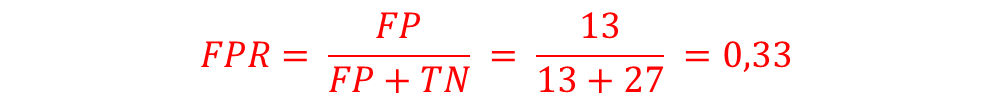 FPR = FP / (FP + TN) = 13 / (13 + 27) = 0,33